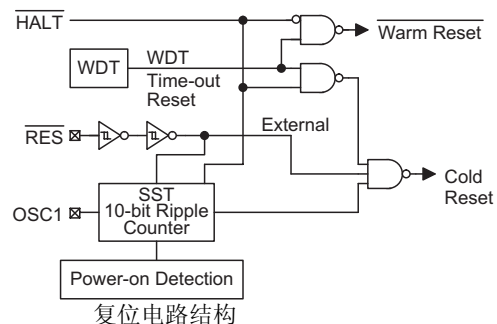 HALT
Warm Reset
WDT
WDT
Time-out
Reset
RES
External
Cold
Reset
OSC1
SST
10-bit Ripple
Counter
Power-on Detection
复位电路结构